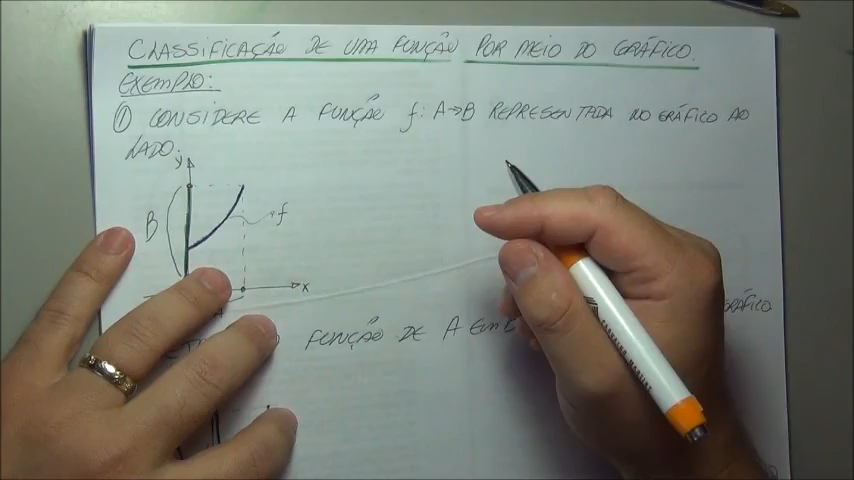 CLASSIFICAÇÃO DE UMA FUNÇÃO POR MEIO DO GRÁFICO.
EXEMPLO:
① CONSIDERE A FUNÇÃO f: A→B REPRESENTADA NO GRÁFICO AO
LADO:
y
B
f
x
FUNÇÃO DE A EM GRÁFICO